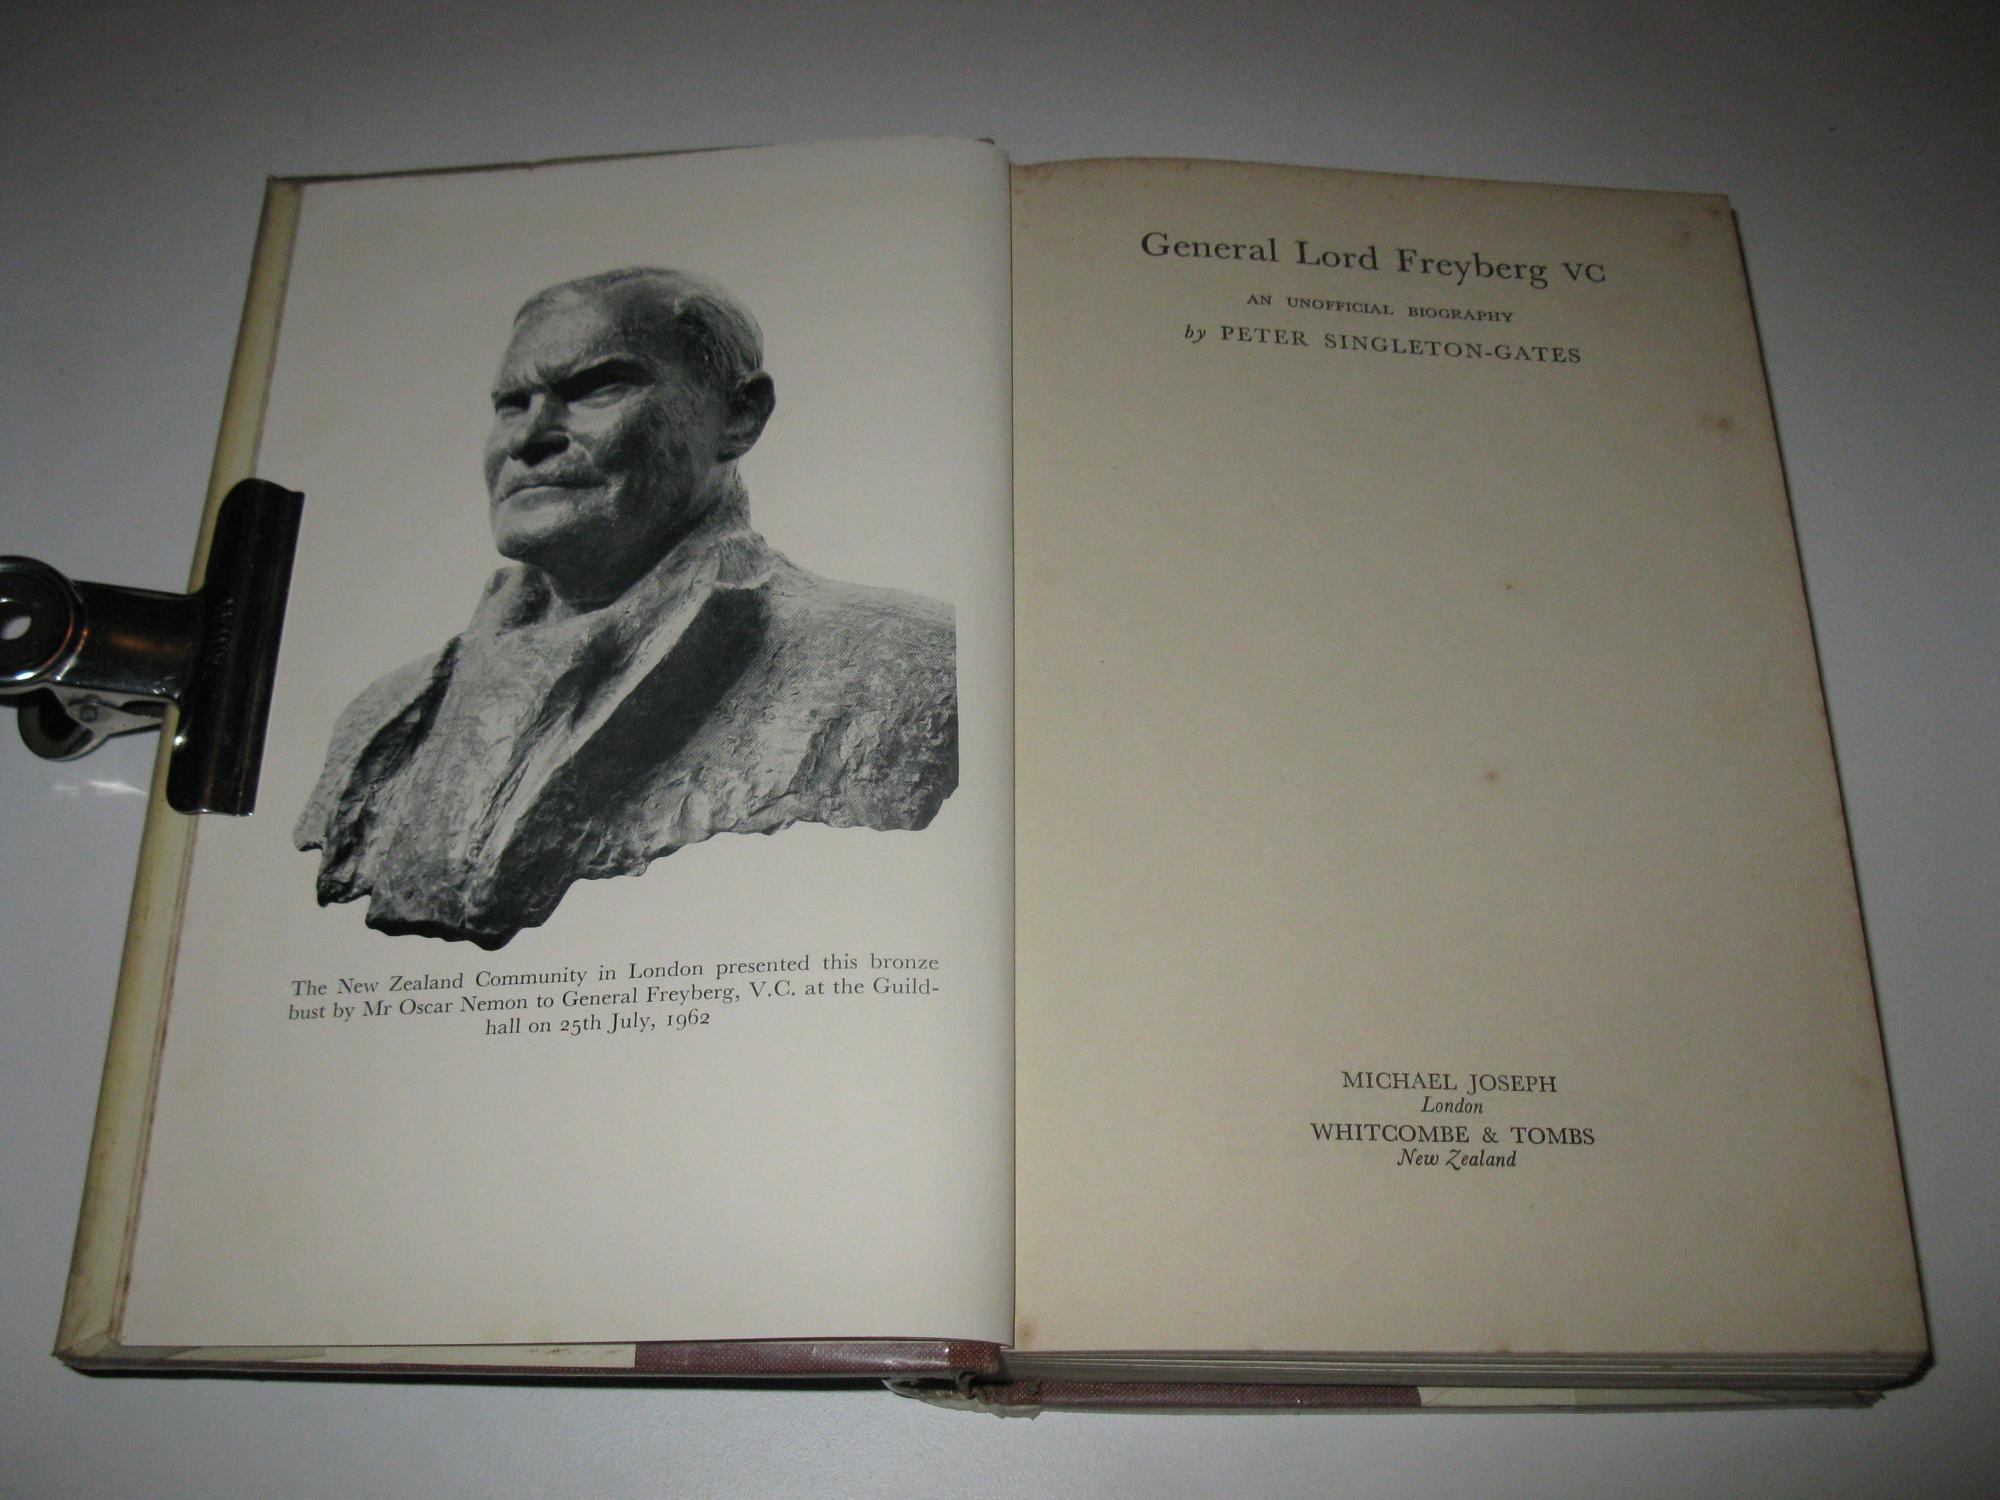 The New Zealand Community in London presented this bronze
bust by Mr Oscar Nemon to General Freyberg, V.C. at the Guild-
hall on 25th July, 1962
General Lord Freyberg VC
AN UNOFFICIAL BIOGRAPHY
by PETER SINGLETON-GATES
MICHAEL JOSEPH
London
WHITCOMBE & TOMBS
New Zealand